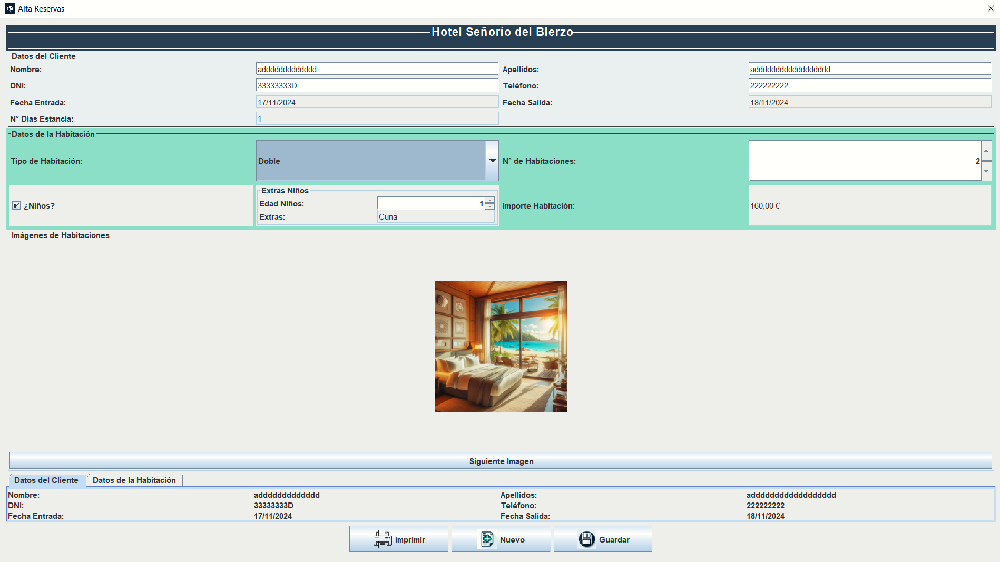 Alta Reservas
Hotel Señorío del Bierzo
Datos del Cliente
Nombre: addddddddddddd Apellidos: adddddddddddddddddd
DNI: 33333333D Teléfono: 222222222
Fecha Entrada: 17/11/2024 Fecha Salida: 18/11/2024
N° Días Estancia: 1
Datos de la Habitación
Tipo de Habitación: Doble N° de Habitaciones: 2
¿Niños?
Extras Niños
Edad Niños: 1
Extras: Cuna
Importe Habitación: 160,00 €
Imágenes de Habitaciones
Siguiente Imagen
Datos del Cliente Datos de la Habitación
Nombre: addddddddddddd Apellidos: adddddddddddddddddd
DNI: 33333333D Teléfono: 222222222
Fecha Entrada: 17/11/2024 Fecha Salida: 18/11/2024
Imprimir Nuevo Guardar